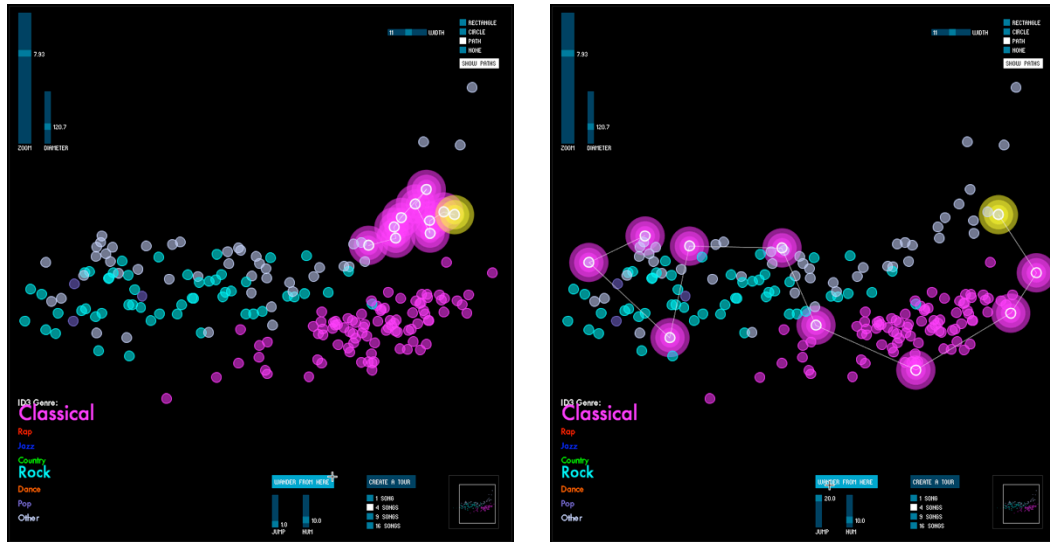 RECTANGLE
CIRCLE
PATH
NONE
SHOW PATHS
11 WIDTH
7.93
120.7
ZOOM DIAMETER
ID3 Genre:
Classical
Rap
Jazz
Country
Rock
Dance
Pop
Other
WANDER FROM HERE
1.0 10.0
JUMP NUM
CREATE A TOUR
1 SONG
4 SONGS
9 SONGS
16 SONGS
RECTANGLE
CIRCLE
PATH
NONE
SHOW PATHS
11 WIDTH
7.93
120.7
ZOOM DIAMETER
ID3 Genre:
Classical
Rap
Jazz
Country
Rock
Dance
Pop
Other
WANDER FROM HERE
20.0 10.0
JUMP NUM
CREATE A TOUR
1 SONG
4 SONGS
9 SONGS
16 SONGS